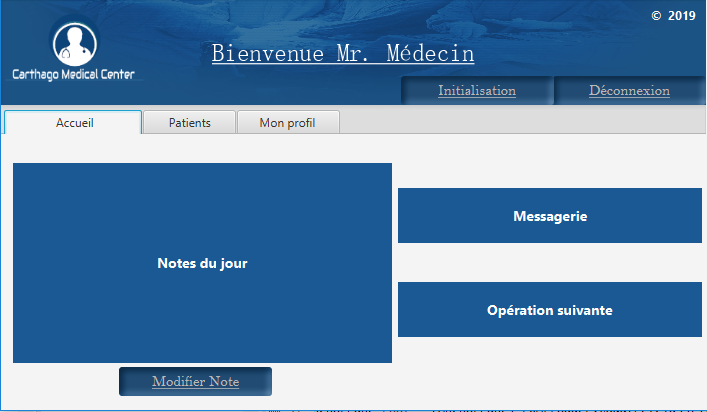 © 2019
Bienvenue Mr. Médecin
Carthago Medical Center
Initialisation
Déconnexion
Accueil
Patients
Mon profil
Notes du jour
Messagerie
Opération suivante
Modifier Note